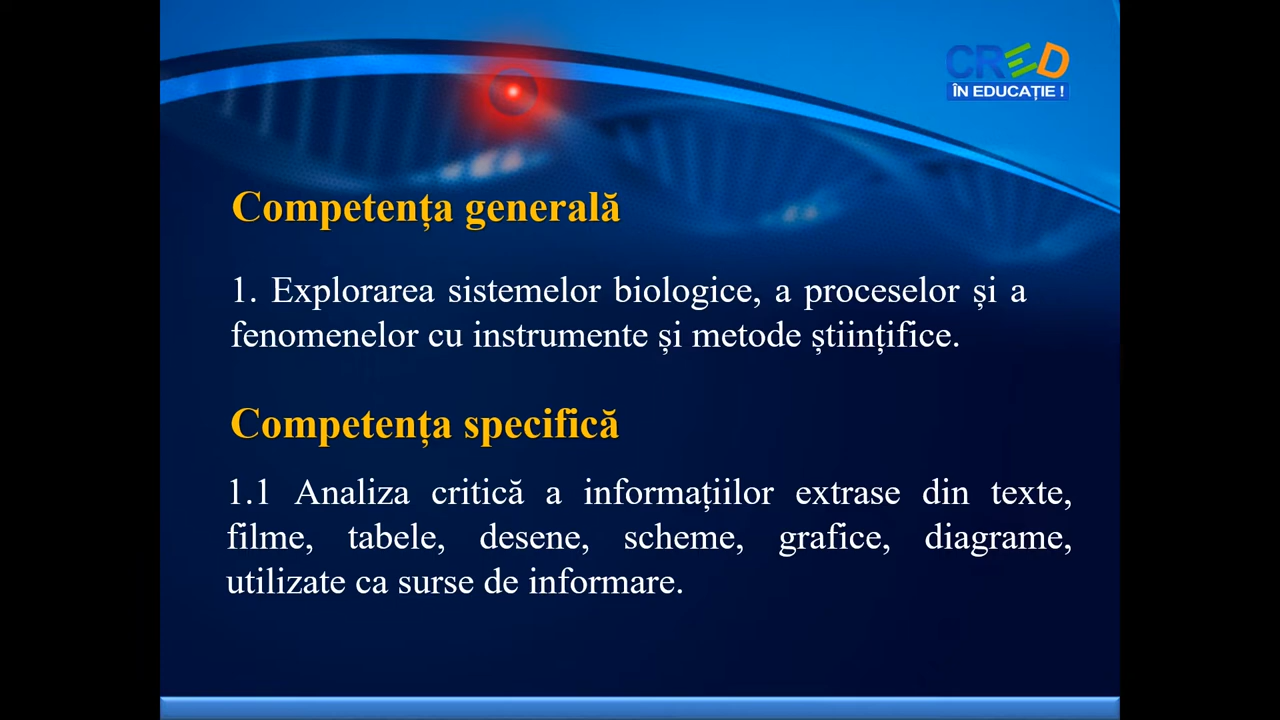 CRED
ÎN EDUCAȚIE !
Competența generală
1. Explorarea sistemelor biologice, a proceselor și a
fenomenelor cu instrumente și metode științifice.
Competența specifică
1.1 Analiza critică a informațiilor extrase din texte,
filme, tabele, desene, scheme, grafice, diagrame,
utilizate ca surse de informare.